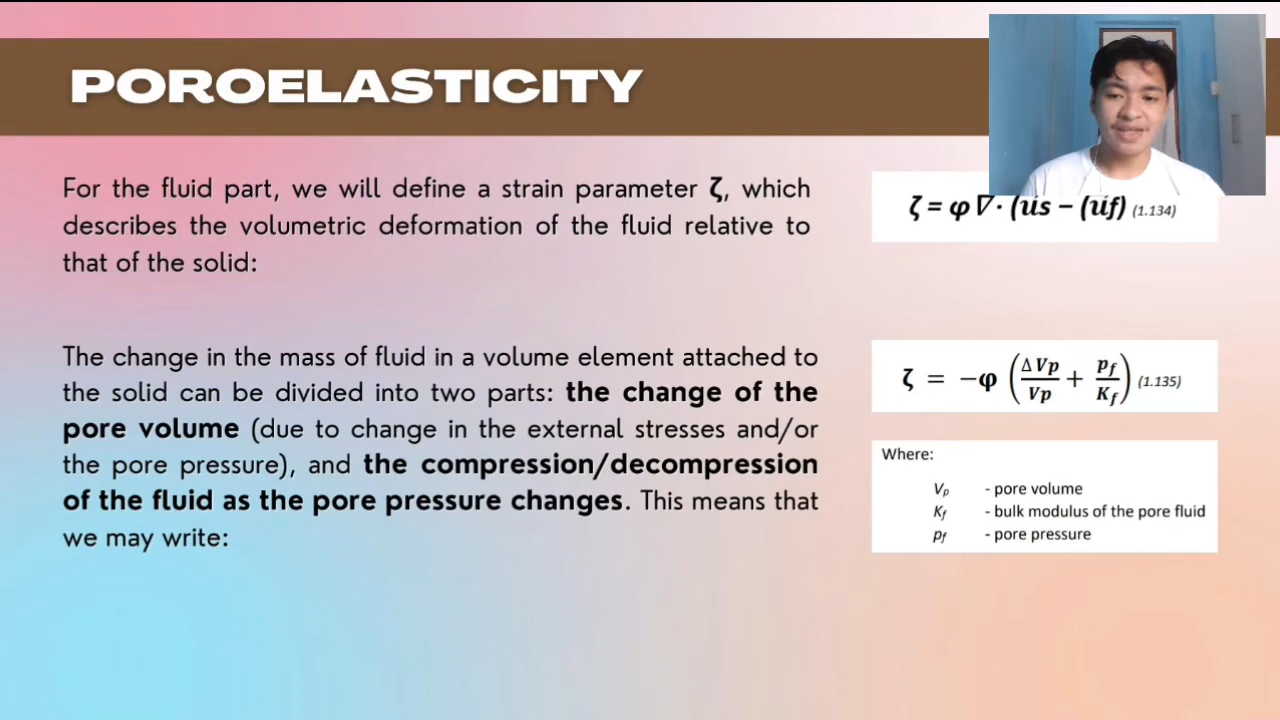 POROELASTICITY
For the fluid part, we will define a strain parameter ζ, which
describes the volumetric deformation of the fluid relative to
that of the solid:
ζ = φ ∇· (u⃗s − (u⃗f) (1.134)
The change in the mass of fluid in a volume element attached to
the solid can be divided into two parts: the change of the
pore volume (due to change in the external stresses and/or
the pore pressure), and the compression/decompression
of the fluid as the pore pressure changes. This means that
we may write:
ζ = −φ (ΔVp/Vp + pf/Kf) (1.135)
Where:
Vp - pore volume
Kf - bulk modulus of the pore fluid
pf - pore pressure